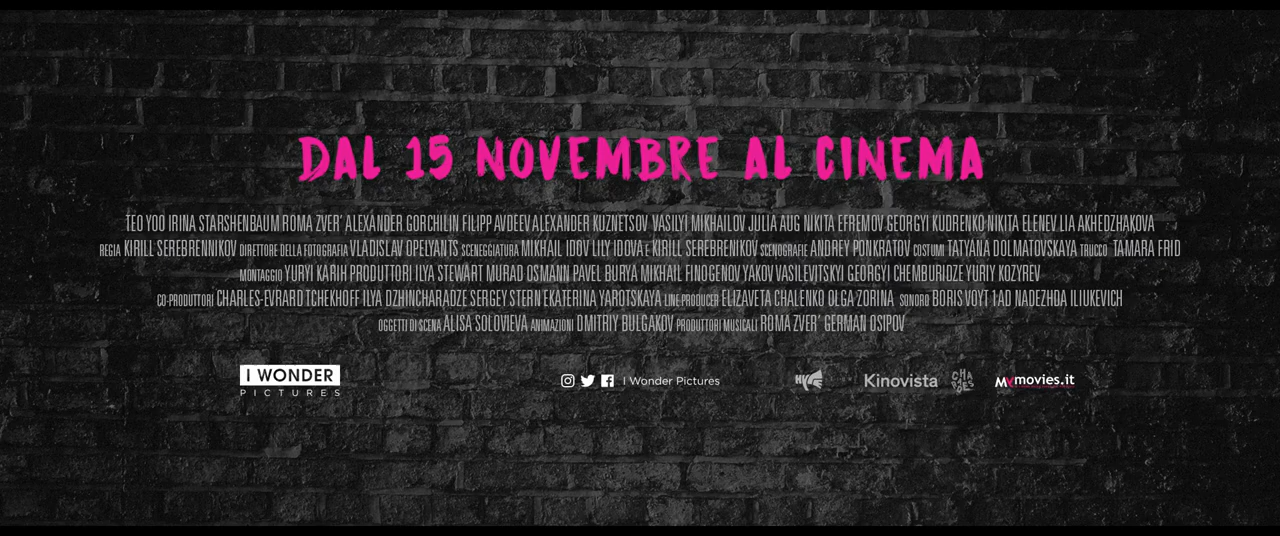 DAL 15 NOVEMBRE AL CINEMA
TEO YOO IRINA STARSHENBAUM ROMA ZVER' ALEXANDER GORCHILIN FILIPP AVDEEV ALEXANDER KUZNETSOV VASILYI MIKHAILOV JULIA AUG NIKITA EFREMOV GEORGYI KUDRENKO NIKITA ELENEV LIA AKHEDZHAKOVA
REGIA KIRILL SEREBRENNIKOV DIRETTORE DELLA FOTOGRAFIA VLADISLAV OPELYANTS SCENEGGIATURA MIKHAIL IDOV LILY IDOVA E KIRILL SEREBRENIKOV SCENOGRAFIE ANDREY PONKRATOV COSTUMI TATYANA DOLMATOVSKAYA TRUCCO TAMARA FRID
MONTAGGIO YURYI KARIH PRODUTTORI ILYA STEWART MURAD OSMANN PAVEL BURYA MIKHAIL FINOGENOV YAKOV VASILEVITSKYI GEORGYI CHEMBURIDZE YURIY KOZYREV
CO-PRODUTTORI CHARLES-EVRARD TCHEKHOFF ILYA DZHINCHARADZE SERGEY STERN EKATERINA YAROTSKAYA LINE PRODUCER ELIZAVETA CHALENKO OLGA ZORINA SONORO BORIS VOYT 1:AD NADEZHDA ILIUKEVICH
OGGETTI DI SCENA ALISA SOLOVIEVA ANIMAZIONI DMITRIY BULGAKOV PRODUTTORI MUSICALI ROMA ZVER' GERMAN OSIPOV
I WONDER
PICTURES
I Wonder Pictures
HYPE
Kinovista
CHARADES
MYmovies.it